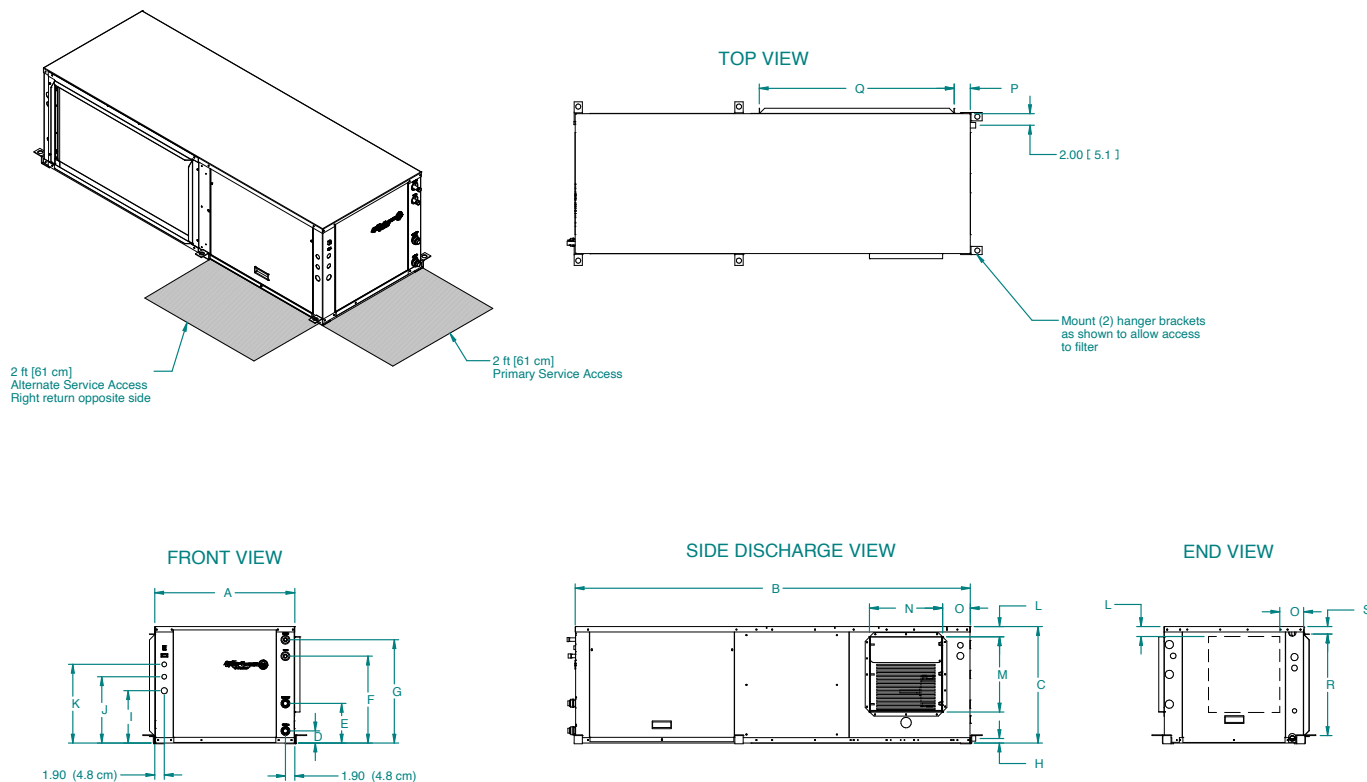 TOP VIEW
Q
P
2.00 [ 5.1 ]
Mount (2) hanger brackets
as shown to allow access
to filter
2 ft [61 cm]
Alternate Service Access
Right return opposite side
2 ft [61 cm]
Primary Service Access
FRONT VIEW
A
K
J
I
D
E
F
G
1.90 (4.8 cm)
1.90 (4.8 cm)
SIDE DISCHARGE VIEW
B
N
O
L
M
C
H
END VIEW
L
O
S
R